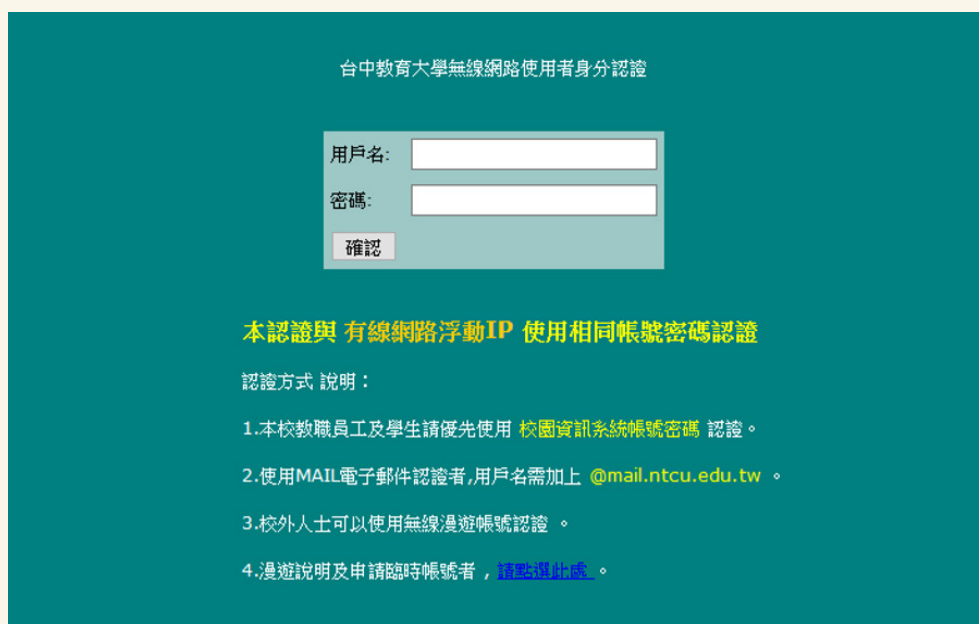 台中教育大學無線網路使用者身分認證
用戶名:
密碼:
確認
本認證與 有線網路浮動IP 使用相同帳號密碼認證
認證方式 說明：
1.本校教職員工及學生請優先使用 校園資訊系統帳號密碼 認證。
2.使用MAIL電子郵件認證者,用戶名需加上 @mail.ntcu.edu.tw 。
3.校外人士可以使用無線漫遊帳號認證 。
4.漫遊說明及申請臨時帳號者 , 請點選此處 。